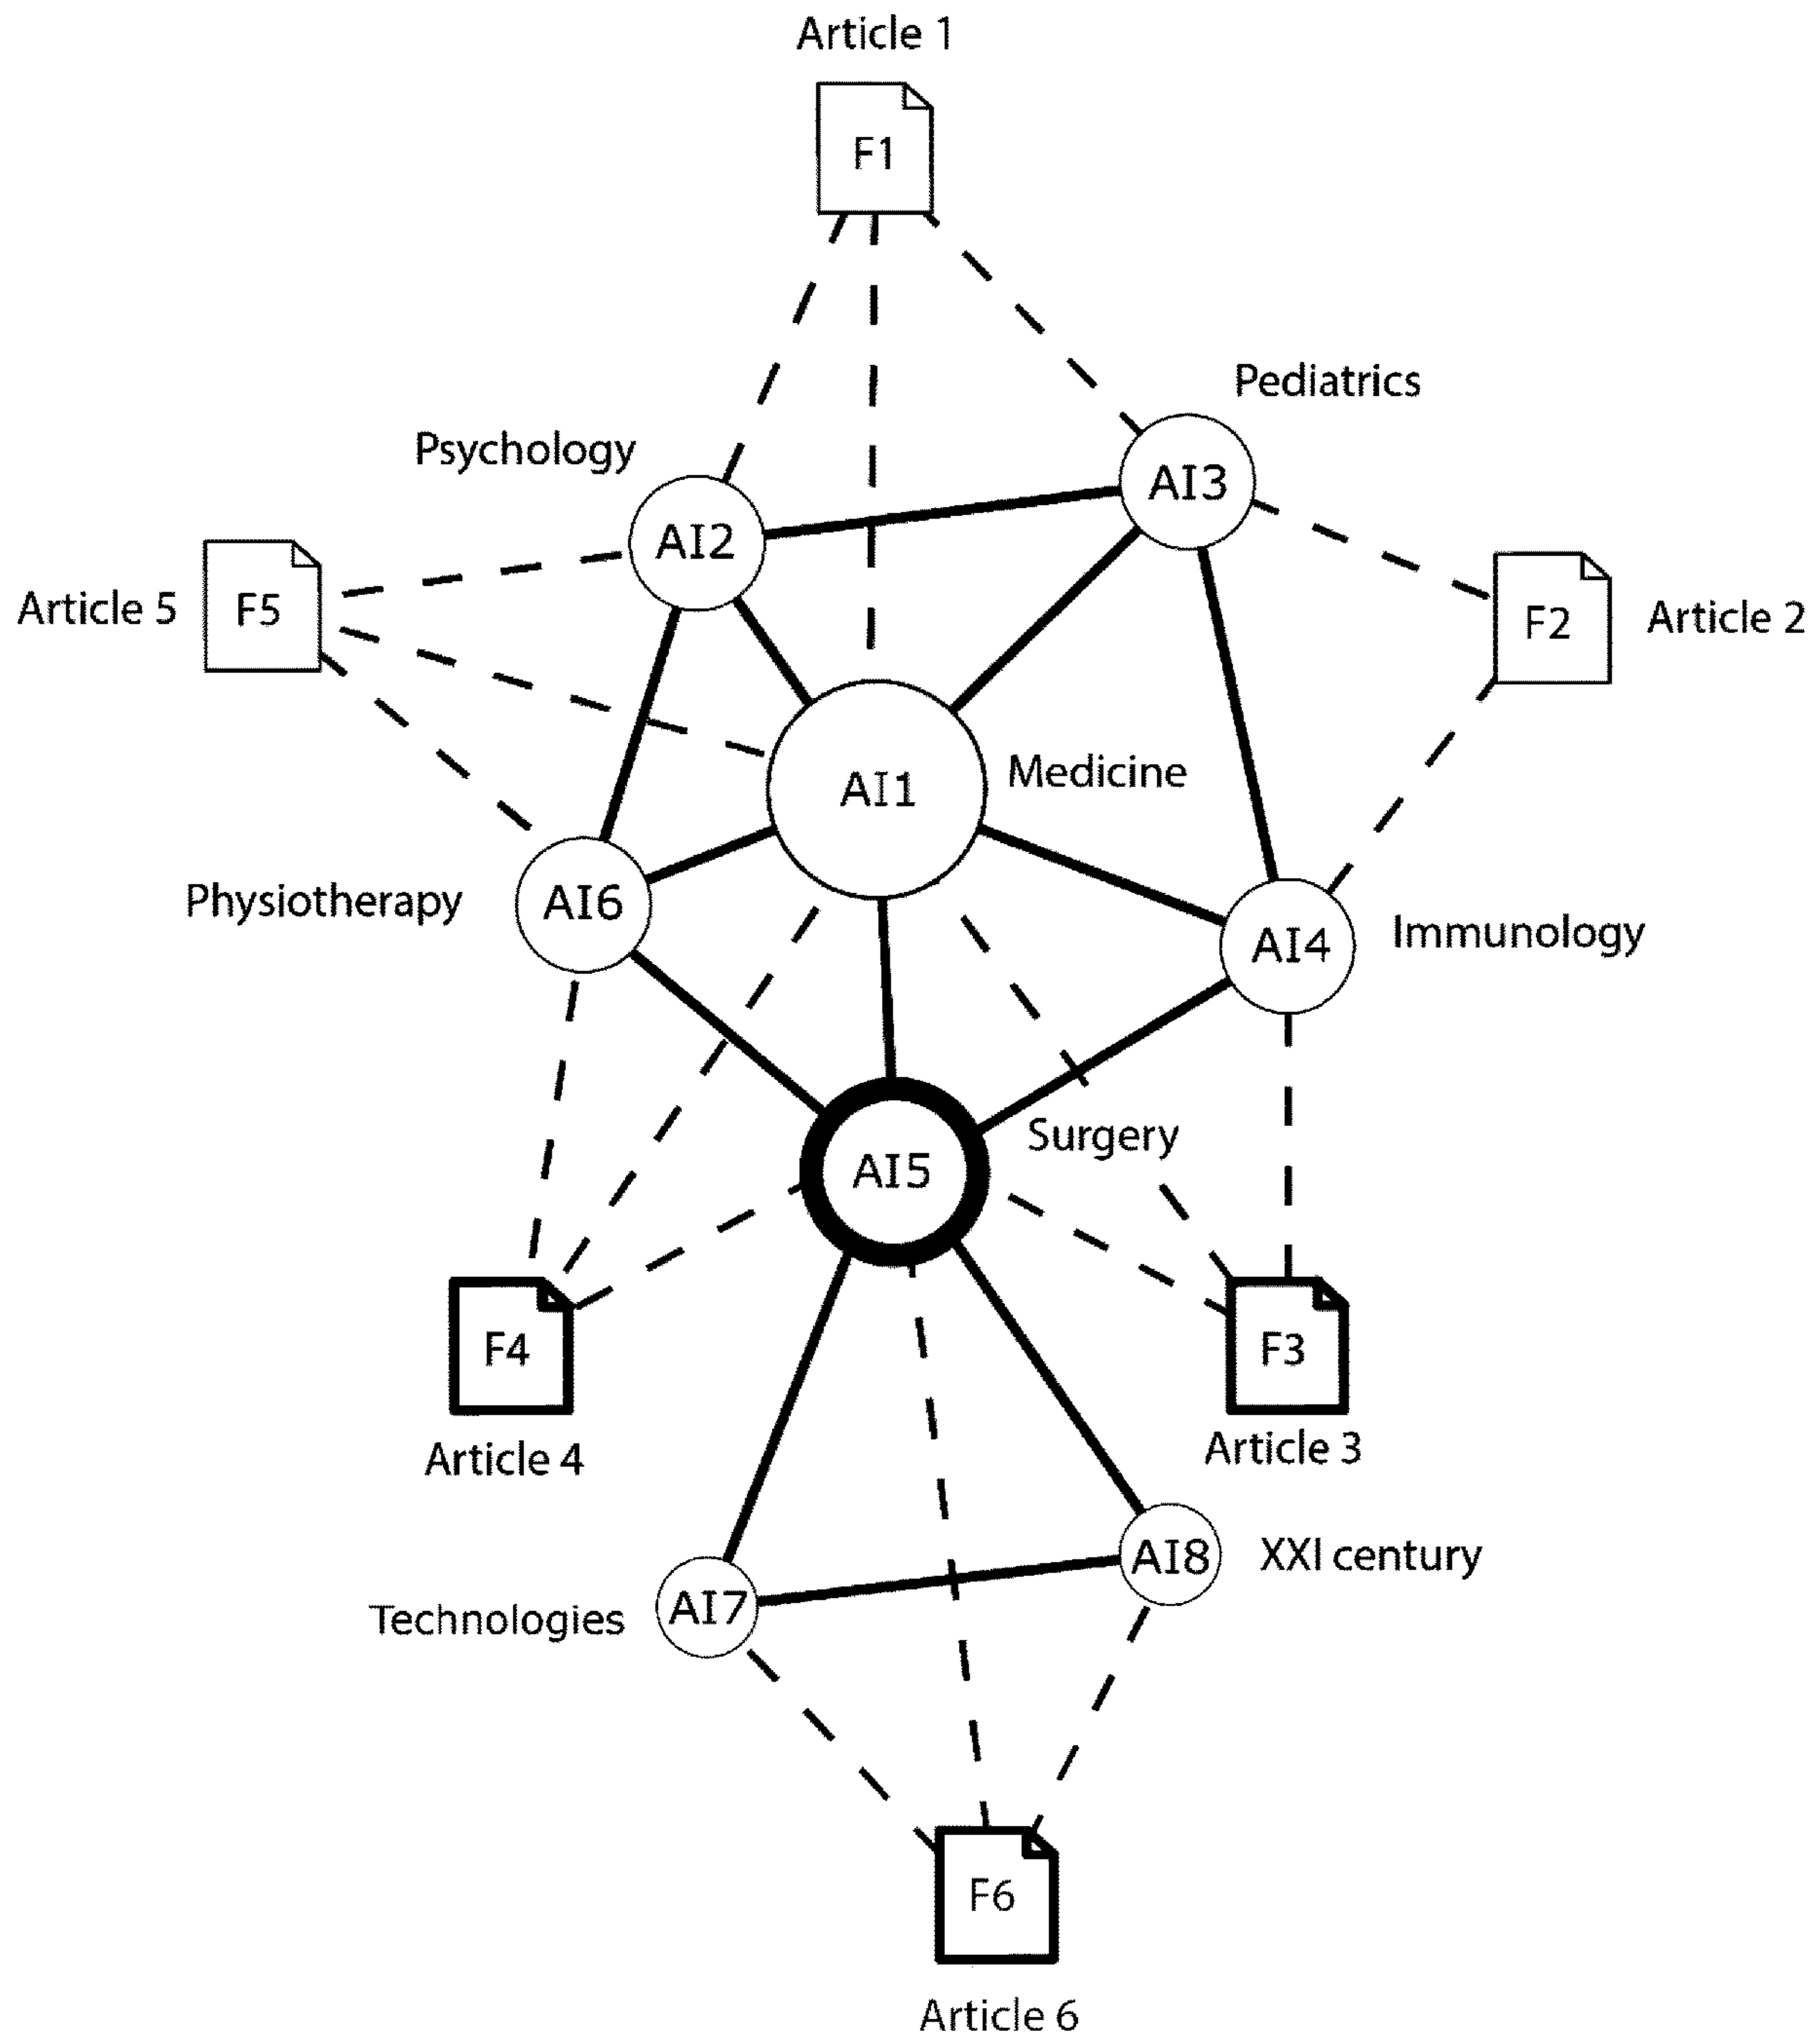 Article 1
F1
Pediatrics
Psychology
AI3
AI2
Article 5
F5
F2
Article 2
AI1
Medicine
Physiotherapy
AI6
AI4
Immunology
Surgery
AI5
F4
F3
Article 4
Article 3
AI8
XXI century
Technologies
AI7
F6
Article 6